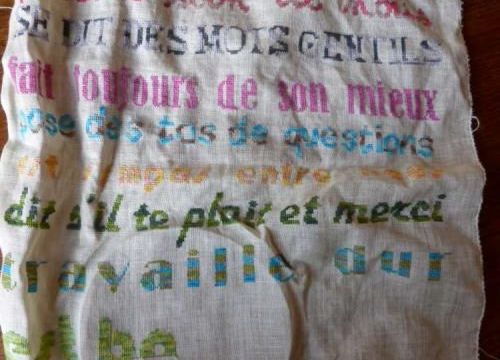 SE DIT DES MOTS GENTILS
fait toujours de son mieux
pose des tas de questions
entre
dit s'il te plait et merci
travaille dur